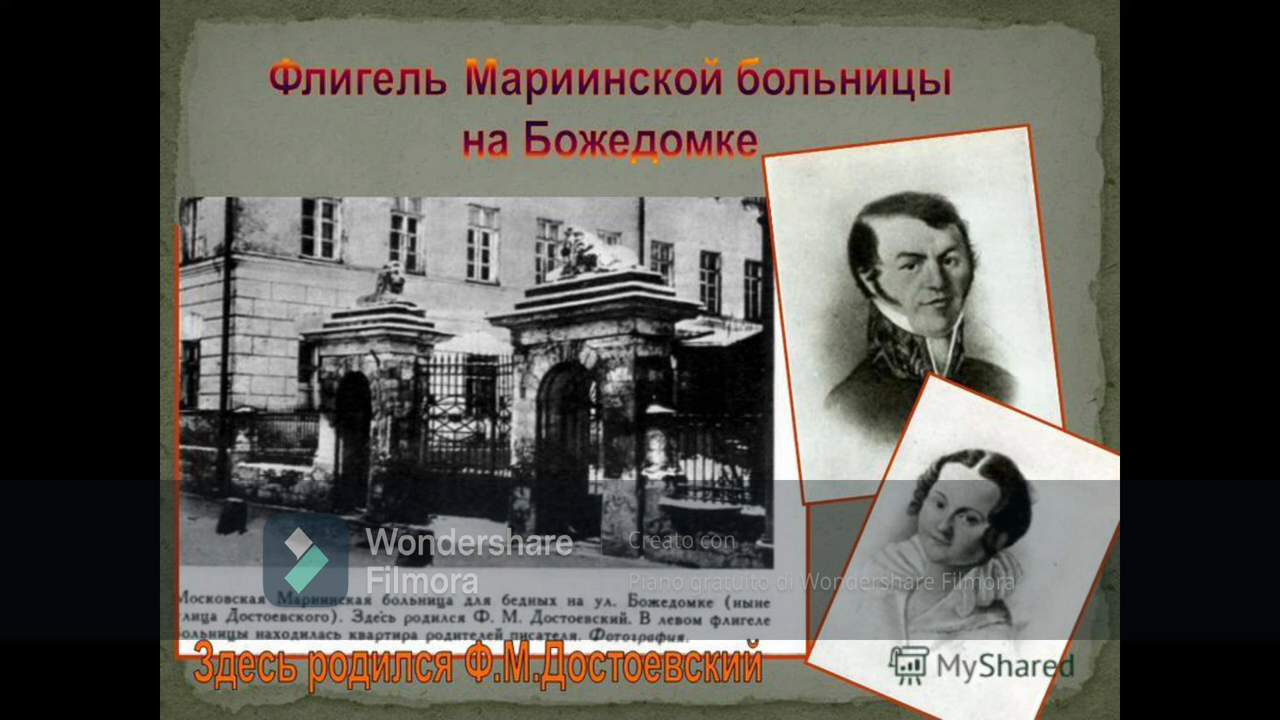 Флигель Мариинской больницы
на Божедомке
Wondershare
Filmora
Creato con
Piano gratuito di Wondershare Filmora
Московская Мариинская больница для бедных на ул. Божедомке (ныне
лица Достоевского). Здесь родился Ф. М. Достоевский. В левом флигеле
ольницы находилась квартира родителей писателя. Фотография.
Здесь родился Ф.М.Достоевский
MyShared